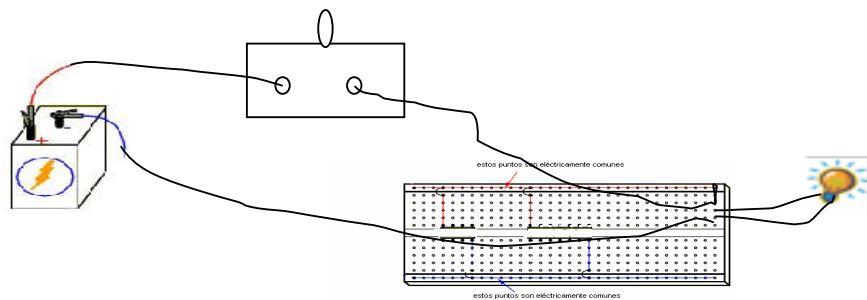 estos puntos son eléctricamente comunes
+
-
estos puntos son eléctricamente comunes